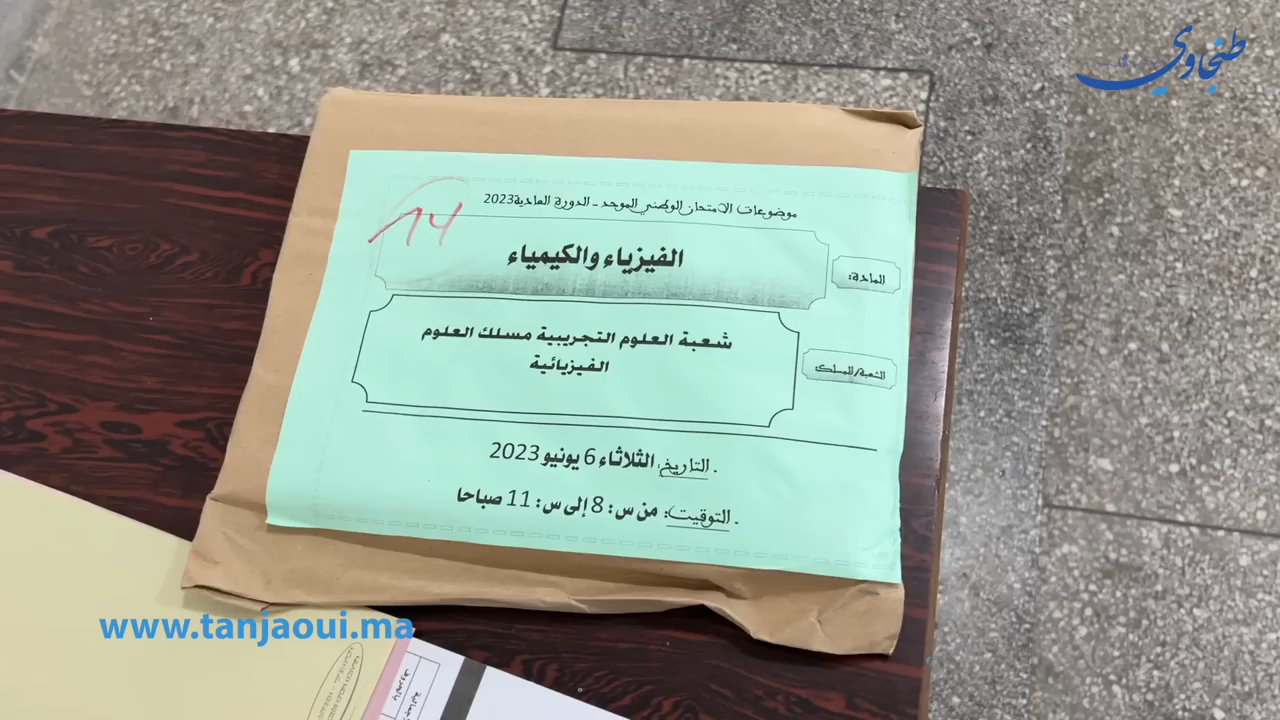 طنجاوي
موضوعات الامتحان الوطني الموحد - الدورة العادية 2023
14
المادة:
الفيزياء والكيمياء
الشعبة/المسلك
شعبة العلوم التجريبية مسلك العلوم
الفيزيائية
. التاريخ: الثلاثاء 6 يونيو 2023
. التوقيت: من س: 8 إلى س: 11 صباحا
www.tanjaoui.ma
بالحروف